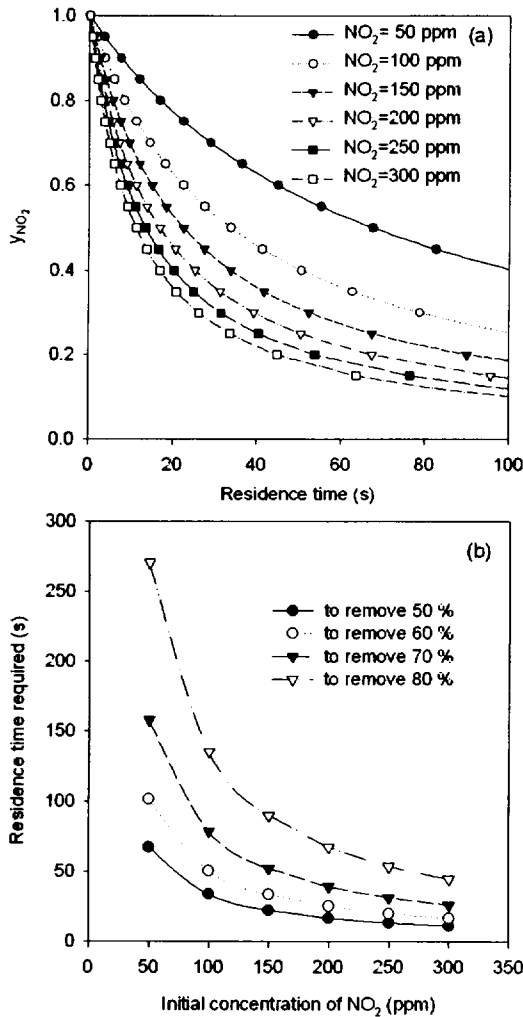 (a)
NO2= 50 ppm
NO2=100 ppm
NO2=150 ppm
NO2=200 ppm
NO2=250 ppm
NO2=300 ppm
1.0
0.8
0.6
0.4
0.2
0.0
yNO2
0 20 40 60 80 100
Residence time (s)
(b)
to remove 50 %
to remove 60 %
to remove 70 %
to remove 80 %
300
250
200
150
100
50
0
Residence time required (s)
0 50 100 150 200 250 300 350
Initial concentration of NO2 (ppm)